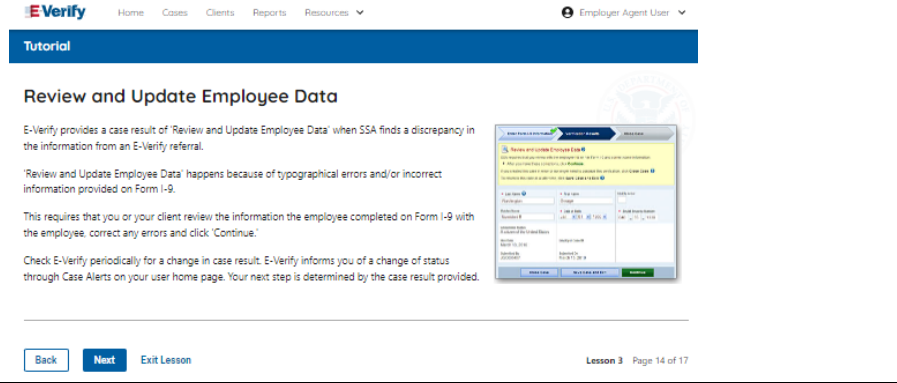 E-Verify
Home Cases Clients Reports Resources
Employer Agent User
Tutorial
Review and Update Employee Data
E-Verify provides a case result of 'Review and Update Employee Data' when SSA finds a discrepancy in
the information from an E-Verify referral.
'Review and Update Employee Data' happens because of typographical errors and/or incorrect
information provided on Form I-9.
This requires that you or your client review the information the employee completed on Form I-9 with
the employee, correct any errors and click 'Continue.'
Check E-Verify periodically for a change in case result. E-Verify informs you of a change of status
through Case Alerts on your user home page. Your next step is determined by the case result provided.
Review and Update Employee Data
Back Next Exit Lesson
Lesson 3 Page 14 of 17